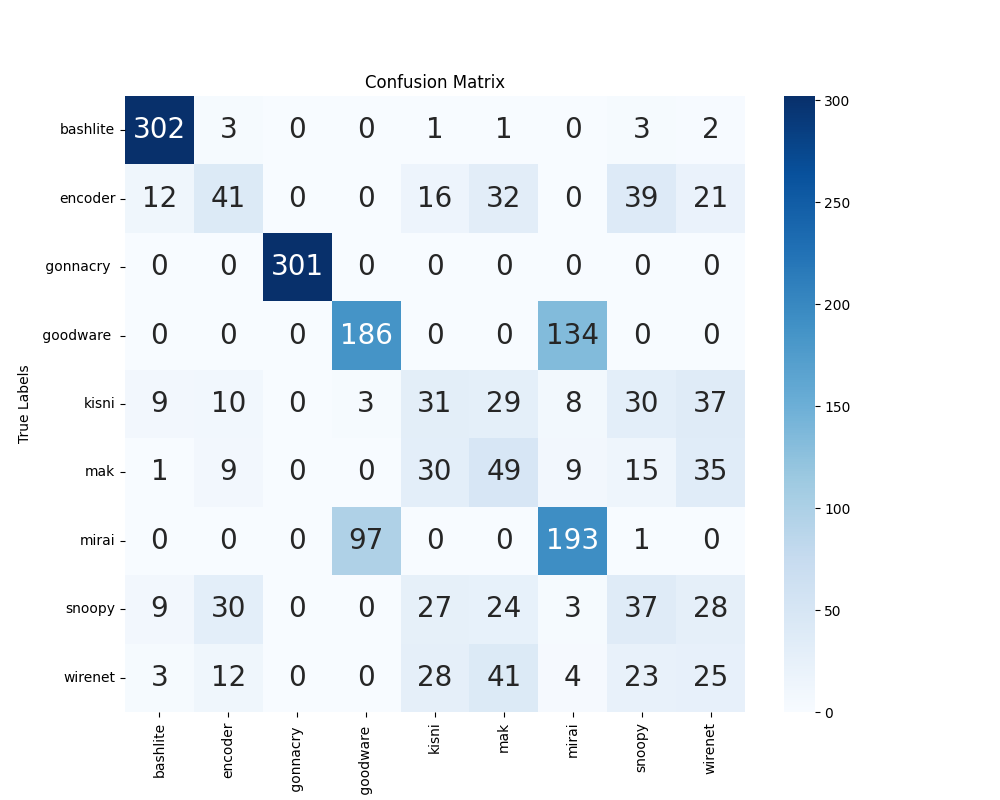 Confusion Matrix
True Labels
bashlite 302 3 0 0 1 1 0 3 2
encoder 12 41 0 0 16 32 0 39 21
gonnacry 0 0 301 0 0 0 0 0 0
goodware 0 0 0 186 0 0 134 0 0
kisni 9 10 0 3 31 29 8 30 37
mak 1 9 0 0 30 49 9 15 35
mirai 0 0 0 97 0 0 193 1 0
snoopy 9 30 0 0 27 24 3 37 28
wirenet 3 12 0 0 28 41 4 23 25
bashlite encoder gonnacry goodware kisni mak mirai snoopy wirenet
300
250
200
150
100
50
0